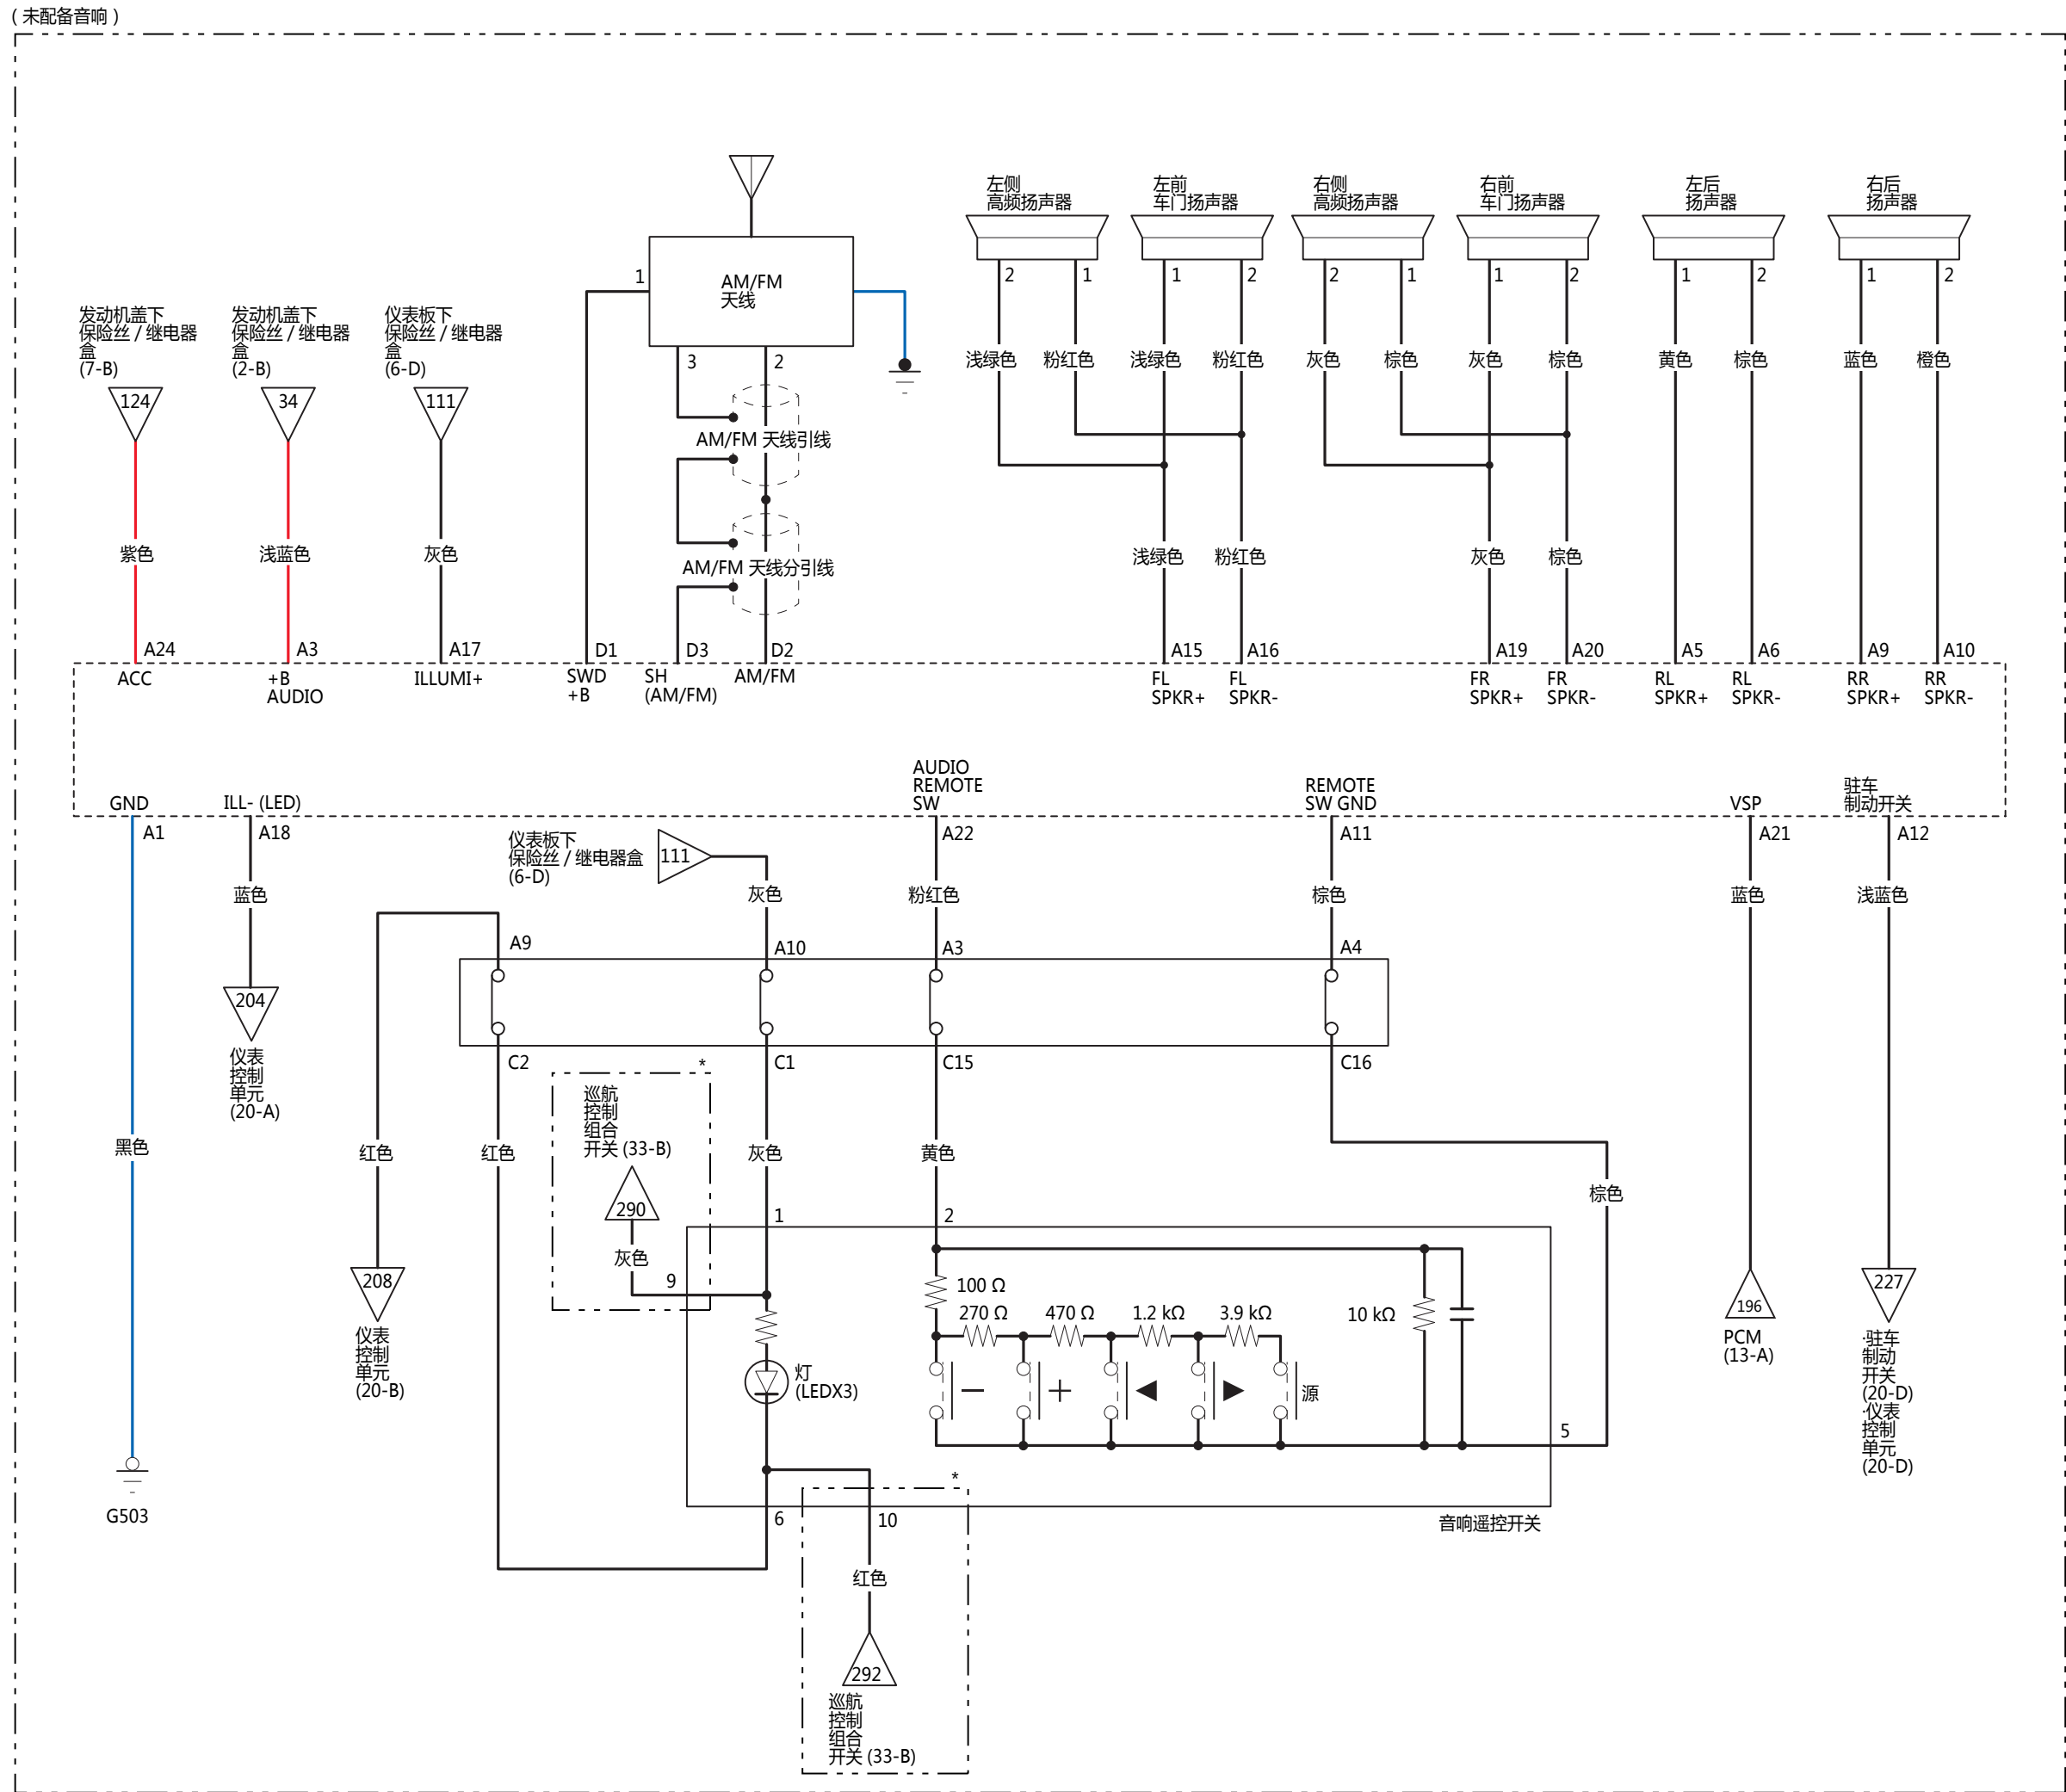 ( 未配备音响 )
左侧
高频扬声器
左前
车门扬声器
右侧
高频扬声器
右前
车门扬声器
左后
扬声器
右后
扬声器
1
AM/FM
天线
3
2
2
1
1
2
2
1
1
2
1
2
1
2
发动机盖下
保险丝 / 继电器
盒
(7-B)
124
发动机盖下
保险丝 / 继电器
盒
(2-B)
34
仪表板下
保险丝 / 继电器
盒
(6-D)
111
浅绿色
粉红色
浅绿色
粉红色
灰色
棕色
灰色
棕色
黄色
棕色
蓝色
橙色
AM/FM 天线引线
AM/FM 天线分引线
紫色
浅蓝色
灰色
浅绿色
粉红色
灰色
棕色
A24
A3
A17
D1
D3
D2
A15
A16
A19
A20
A5
A6
A9
A10
ACC
+B
AUDIO
ILLUMI+
SWD
+B
SH
(AM/FM)
AM/FM
FL
SPKR+
FL
SPKR-
FR
SPKR+
FR
SPKR-
RL
SPKR+
RL
SPKR-
RR
SPKR+
RR
SPKR-
GND
ILL- (LED)
AUDIO
REMOTE
SW
REMOTE
SW GND
VSP
驻车
制动开关
A1
A18
A22
A11
A21
A12
仪表板下
保险丝 / 继电器盒
(6-D)
111
蓝色
灰色
粉红色
棕色
蓝色
浅蓝色
A9
A10
A3
A4
204
仪表
控制
单元
(20-A)
C2
C1
C15
C16
*
巡航
控制
组合
开关 (33-B)
290
灰色
9
黑色
红色
红色
灰色
黄色
棕色
1
2
100 Ω
270 Ω
470 Ω
1.2 kΩ
3.9 kΩ
10 kΩ
208
仪表
控制
单元
(20-B)
灯
(LEDX3)
源
5
196
PCM
(13-A)
227
·驻车
制动
开关
(20-D)
·仪表
控制
单元
(20-D)
G503
6
10
*
音响遥控开关
红色
292
巡航
控制
组合
开关 (33-B)